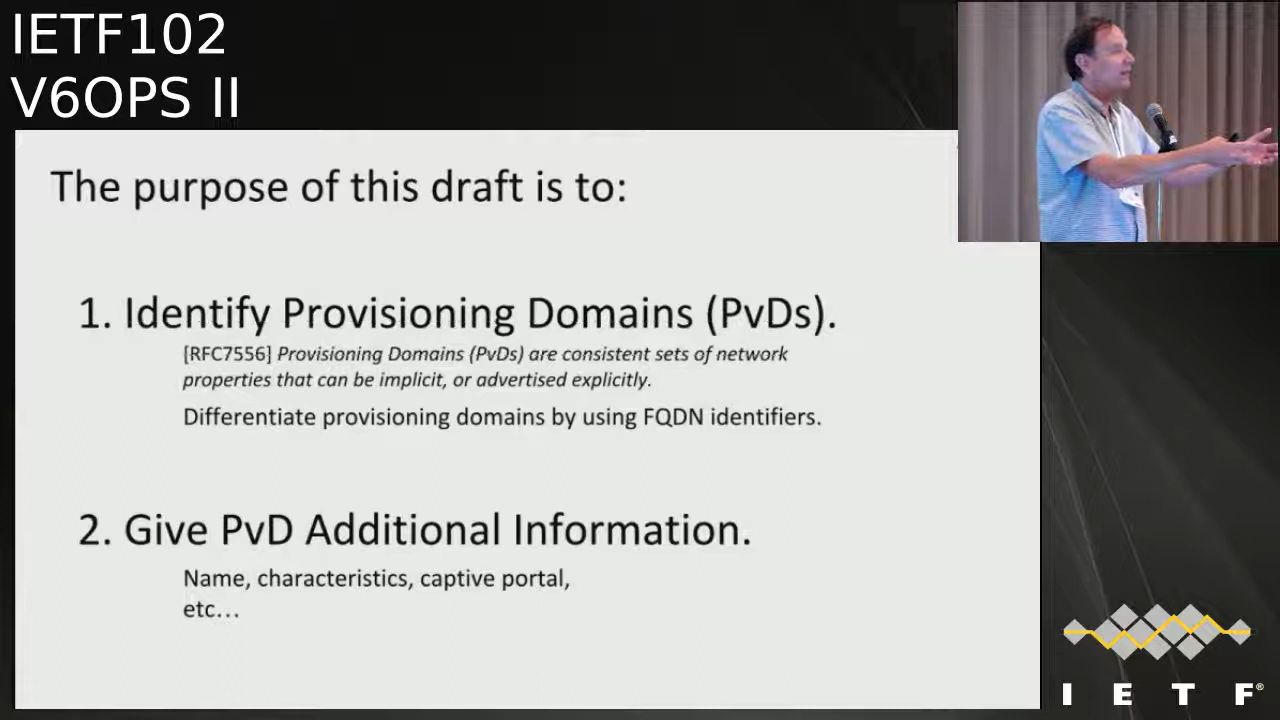 IETF102
V6OPS II
The purpose of this draft is to:
1. Identify Provisioning Domains (PvDs).
[RFC7556] Provisioning Domains (PvDs) are consistent sets of network
properties that can be implicit, or advertised explicitly.
Differentiate provisioning domains by using FQDN identifiers.
2. Give PvD Additional Information.
Name, characteristics, captive portal,
etc…
I E T F®